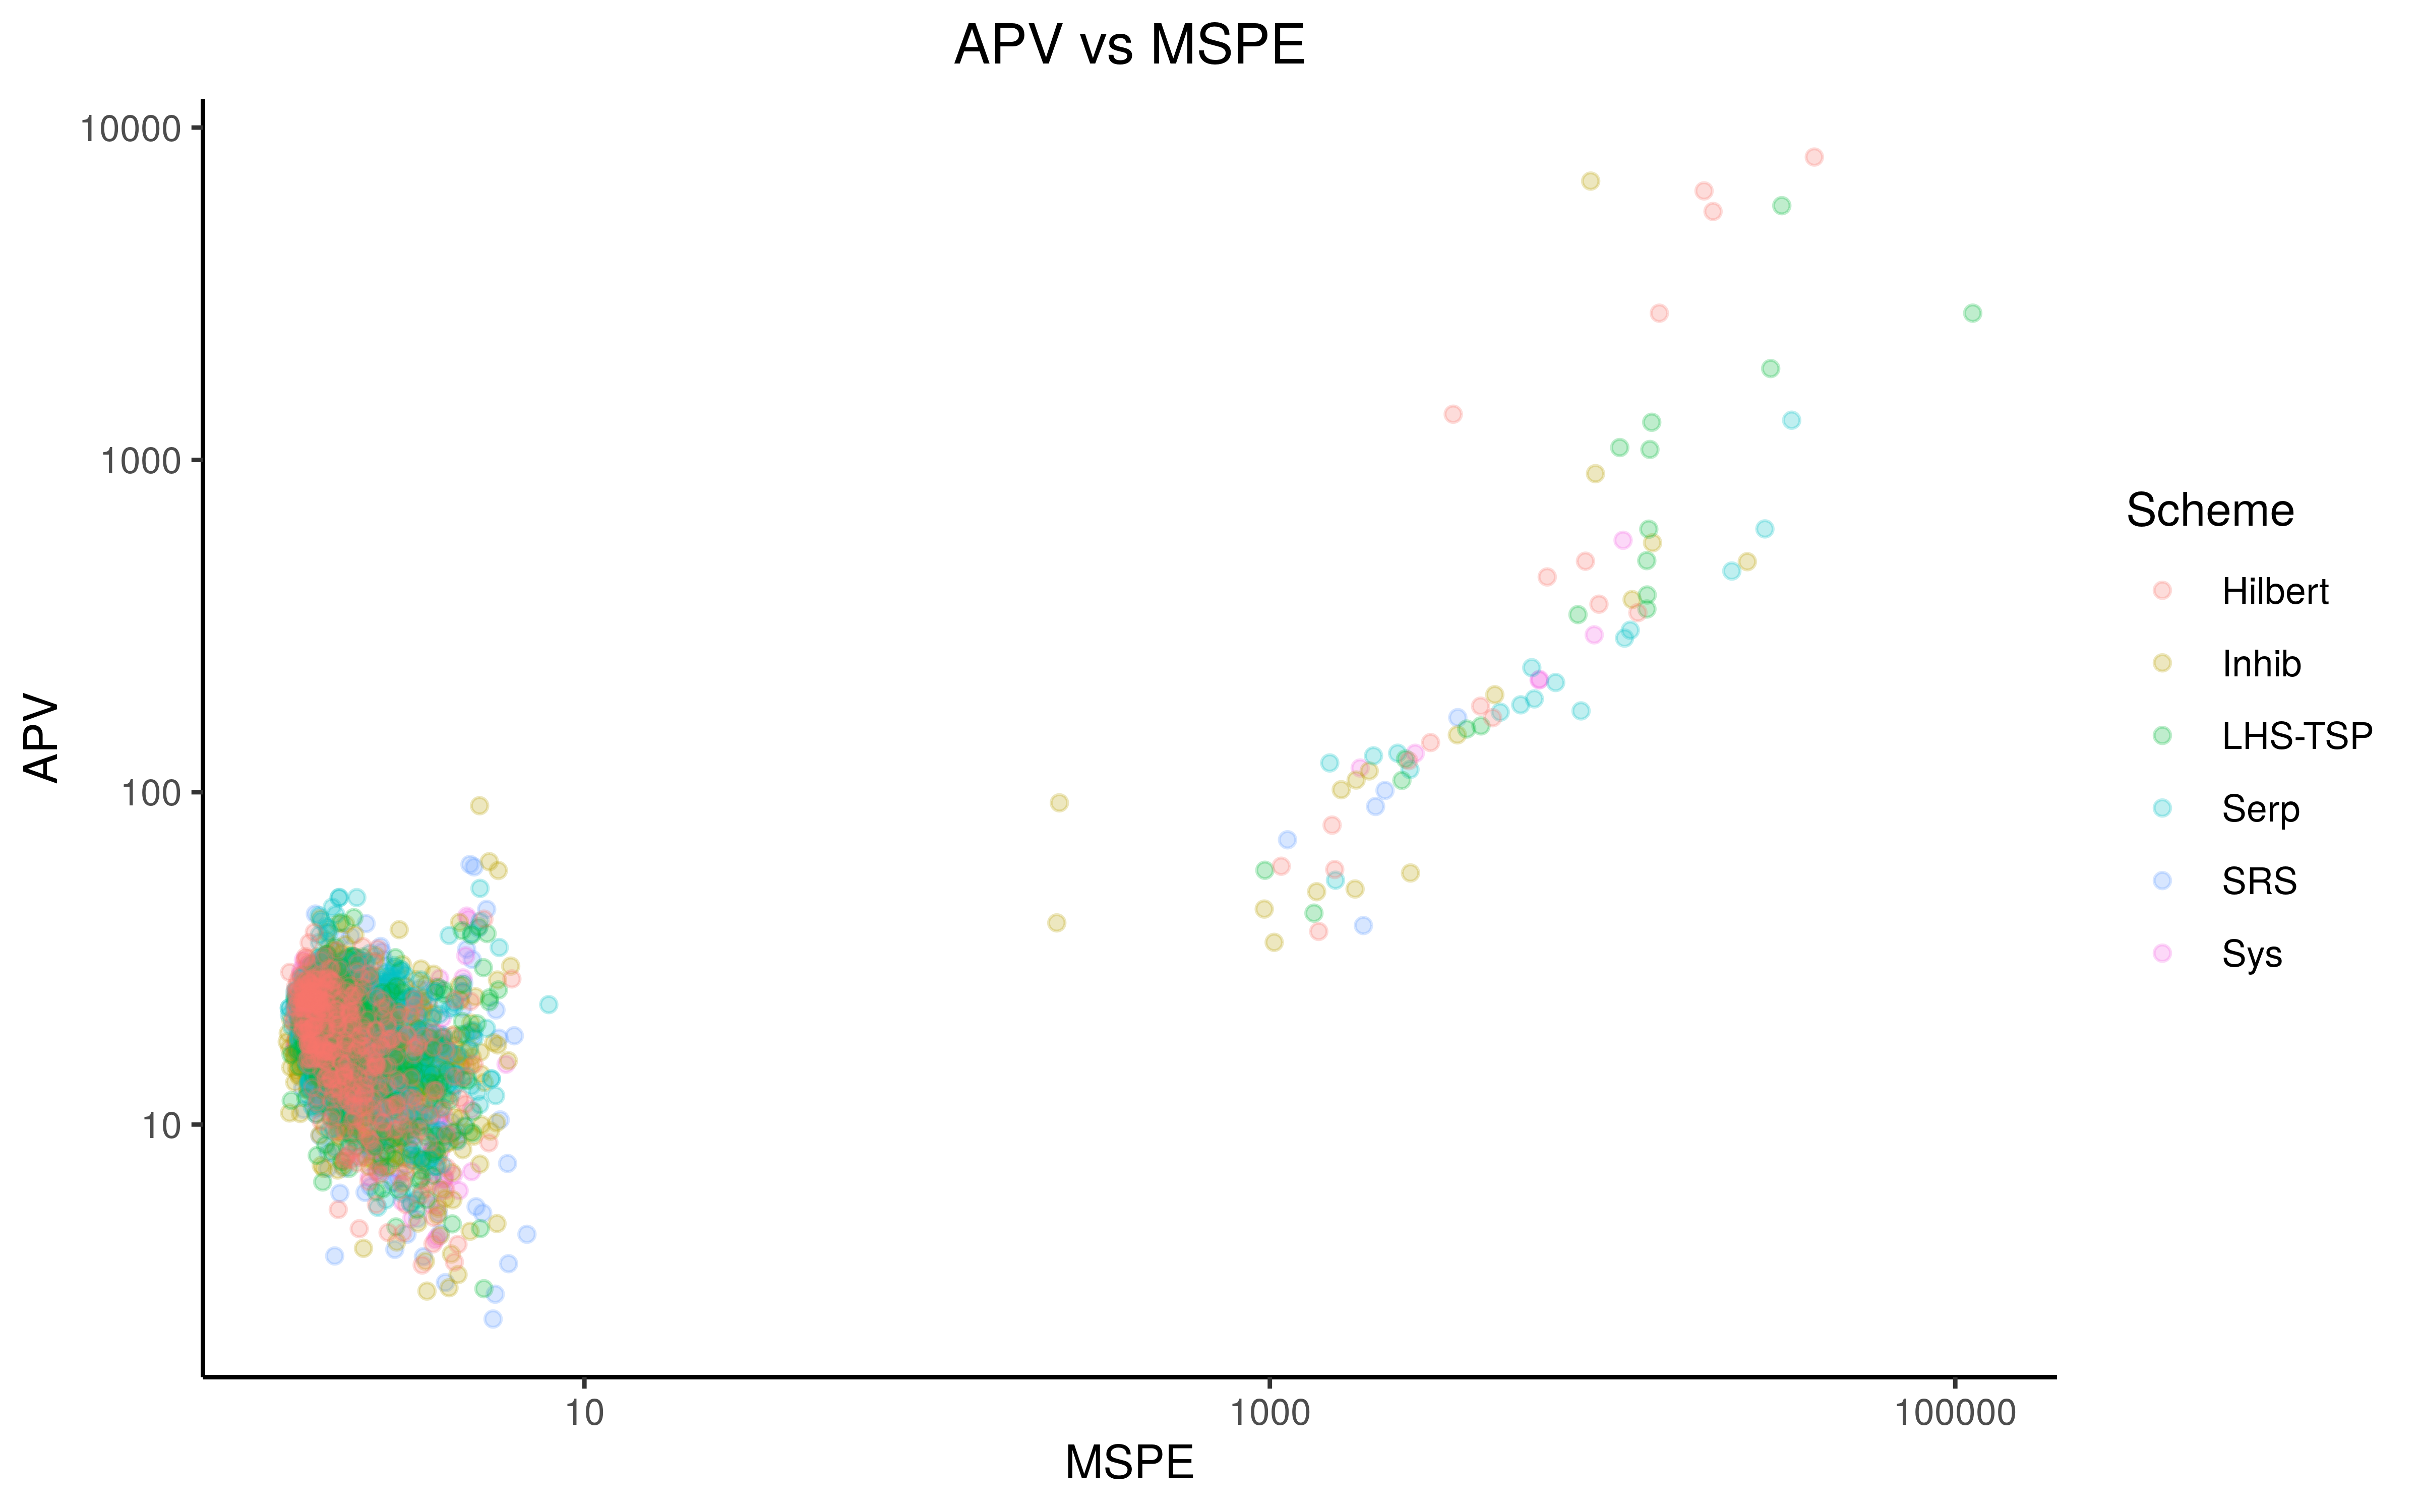 APV vs MSPE
10000
1000
100
10
APV
10
1000
100000
MSPE
Scheme
Hilbert
Inhib
LHS-TSP
Serp
SRS
Sys